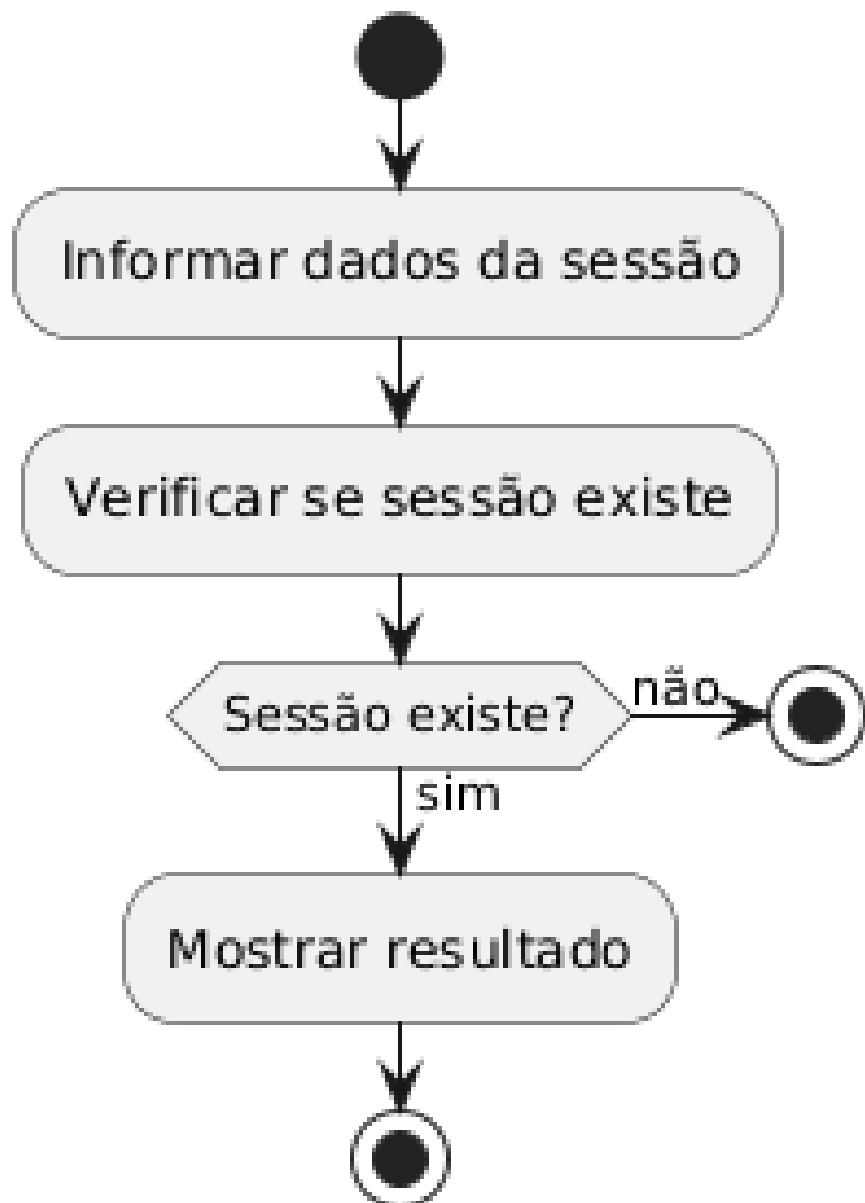 Informar dados da sessão
Verificar se sessão existe
Sessão existe?
não
sim
Mostrar resultado